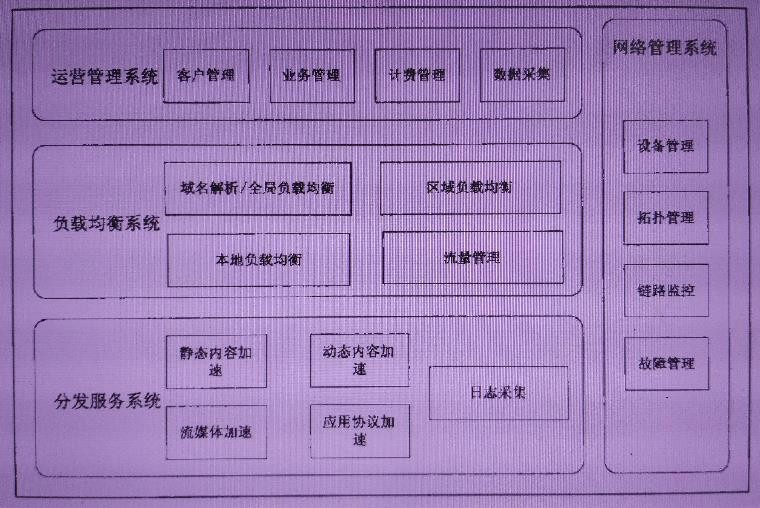 运营管理系统
客户管理
业务管理
计费管理
数据采集
负载均衡系统
域名解析/全局负载均衡
区域负载均衡
本地负载均衡
流量管理
分发服务系统
静态内容加
速
动态内容加
速
日志采集
流媒体加速
应用协议加
速
网络管理系统
设备管理
拓扑管理
链路监控
故障管理